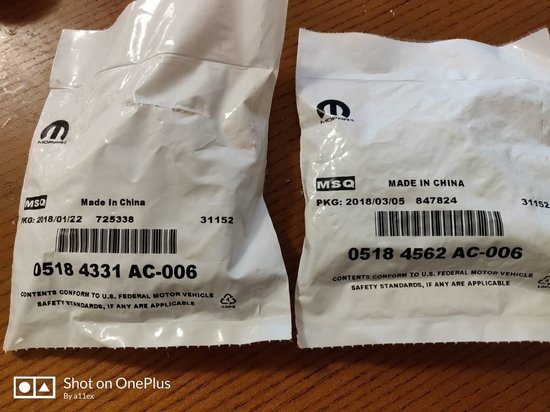 MOPAR
MSQ
Made In China
PKG: 2018/01/22 725338 31152
0518 4331 AC-006
CONTENTS CONFORM TO U.S. FEDERAL MOTOR VEHICLE
SAFETY STANDARDS, IF ANY ARE APPLICABLE
LDPE
MOPAR
MSQ
MADE IN CHINA
PKG: 2018/03/05 847824 31152
0518 4562 AC-006
CONTENTS CONFORM TO U.S. FEDERAL MOTOR VEHICLE
SAFETY STANDARDS, IF ANY ARE APPLICABLE
Shot on OnePlus
By a11ex